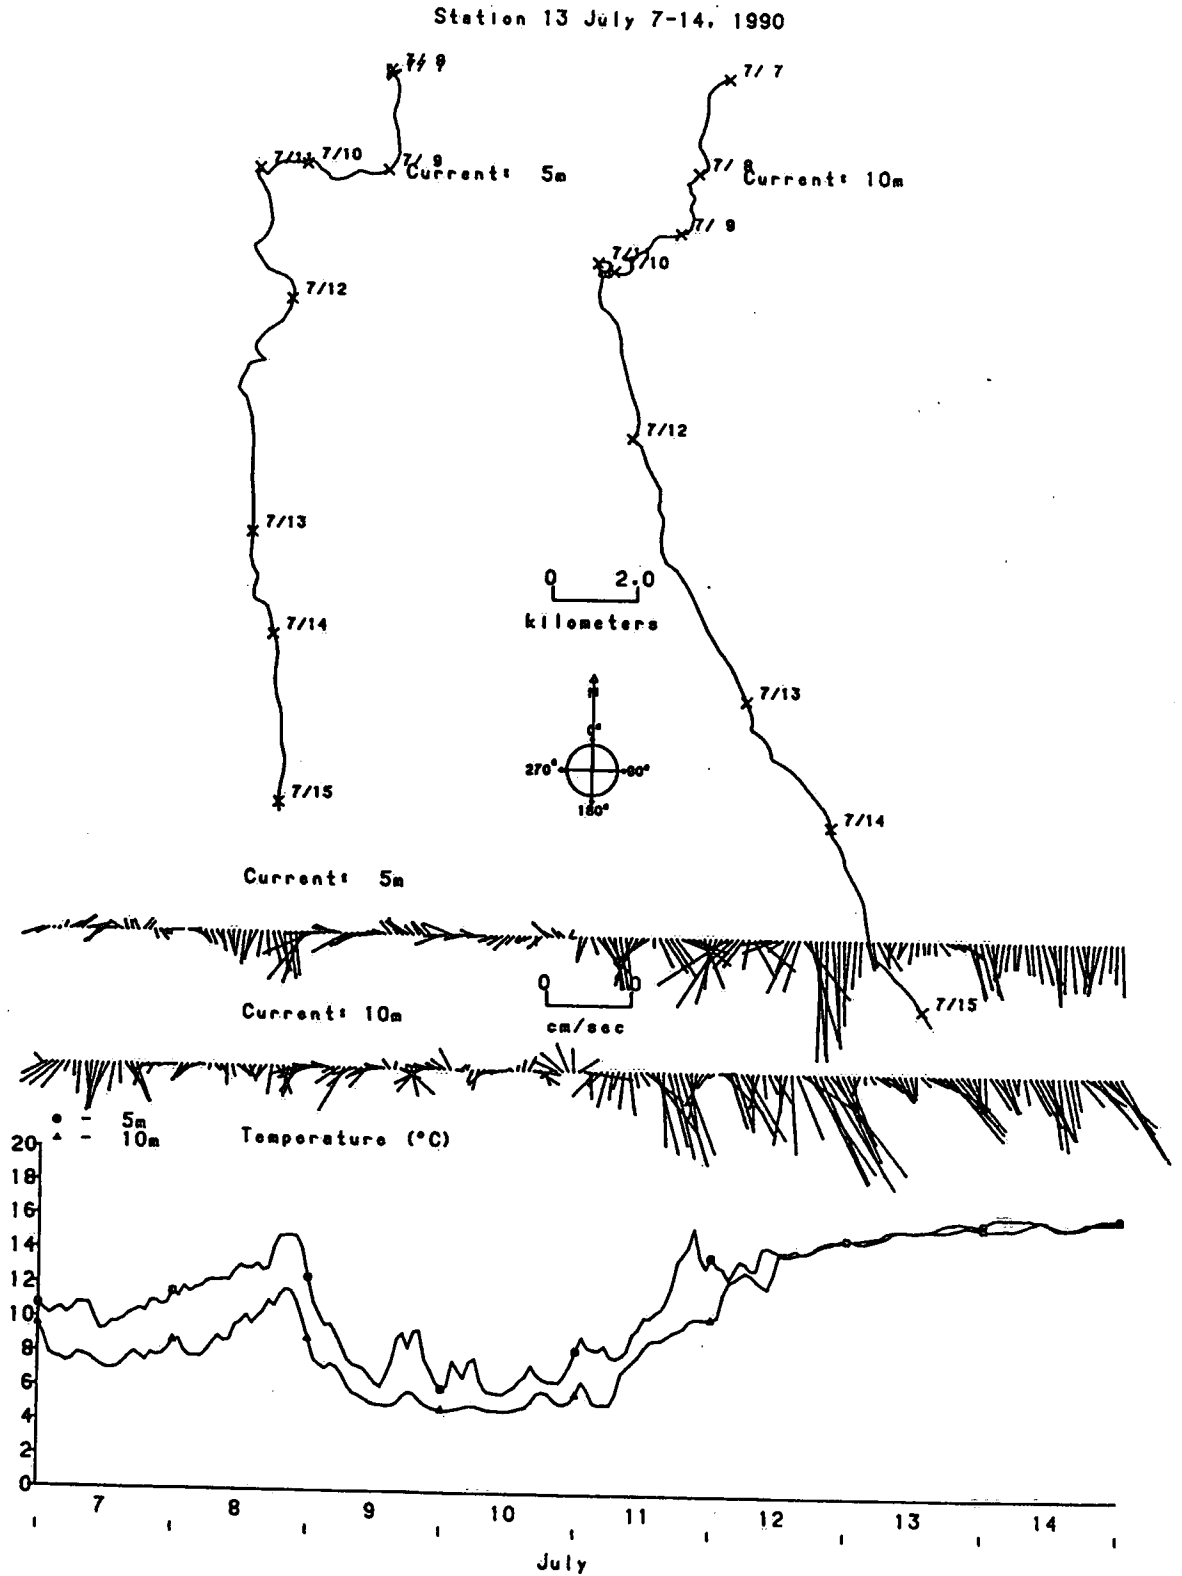 Station 13 July 7-14, 1990
7/ 7
7/11
7/10
7/ 9
Current: 5m
7/ 8
Current: 10m
7/ 9
7/10
7/12
7/12
7/13
0 2.0
kilometers
7/14
N
7/13
0°
270° 90°
180°
7/15
7/14
Current: 5m
0
7/15
Current: 10m
cm/sec
● - 5m
▲ - 10m
Temperature (°C)
20
18
16
14
12
10
8
6
4
2
0
7 8 9 10 11 12 13 14
July